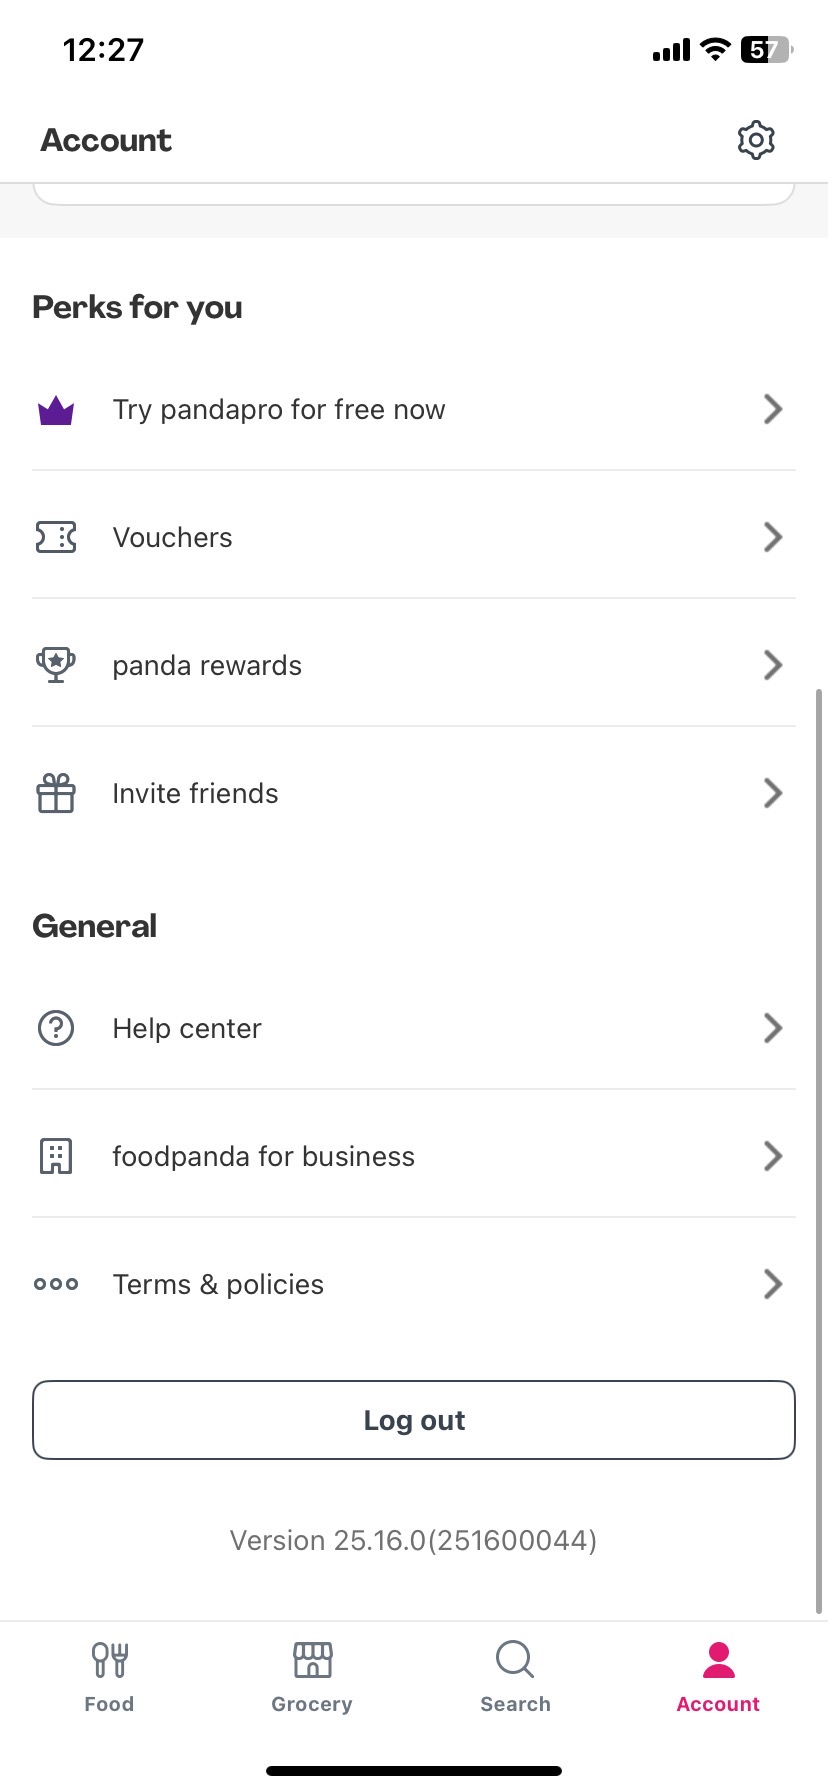 12:27
57
Account
Perks for you
Try pandapro for free now
Vouchers
panda rewards
Invite friends
General
Help center
foodpanda for business
Terms & policies
Log out
Version 25.16.0(251600044)
Food
Grocery
Search
Account